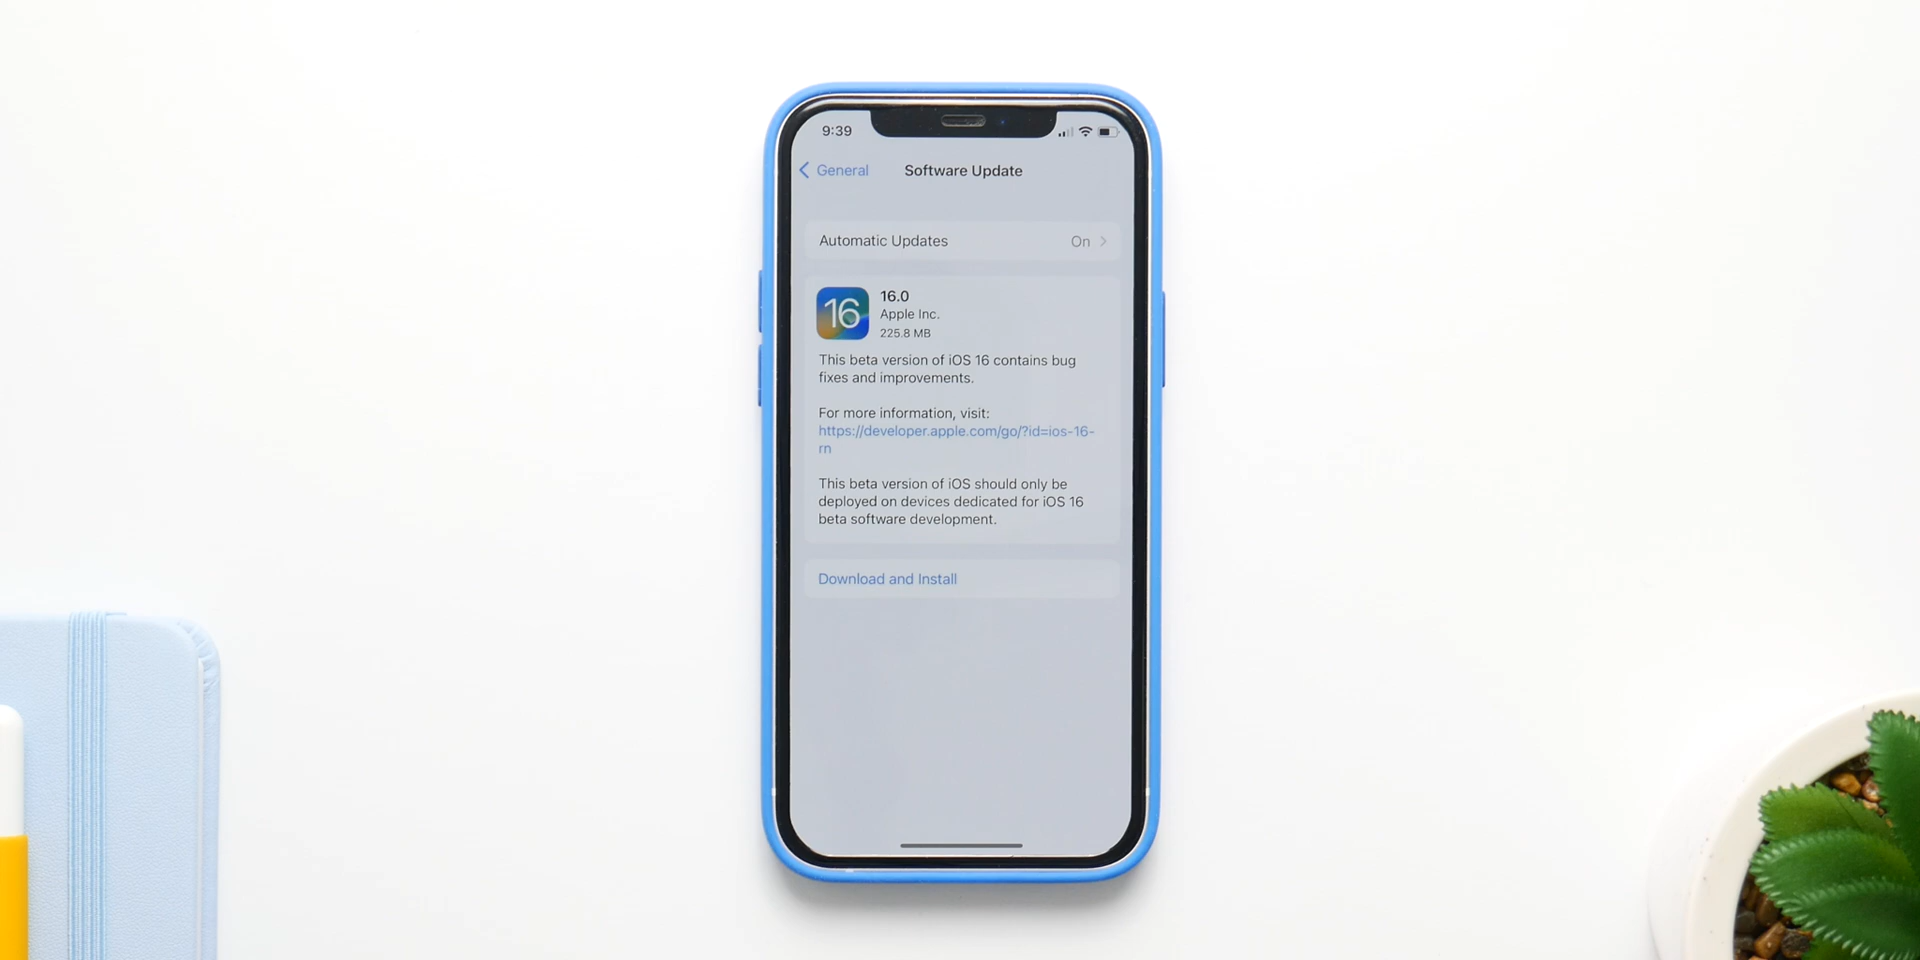 9:39
General
Software Update
Automatic Updates On
16
16.0
Apple Inc.
225.8 MB
This beta version of iOS 16 contains bug
fixes and improvements.
For more information, visit:
https://developer.apple.com/go/?id=ios-16-
rn
This beta version of iOS should only be
deployed on devices dedicated for iOS 16
beta software development.
Download and Install